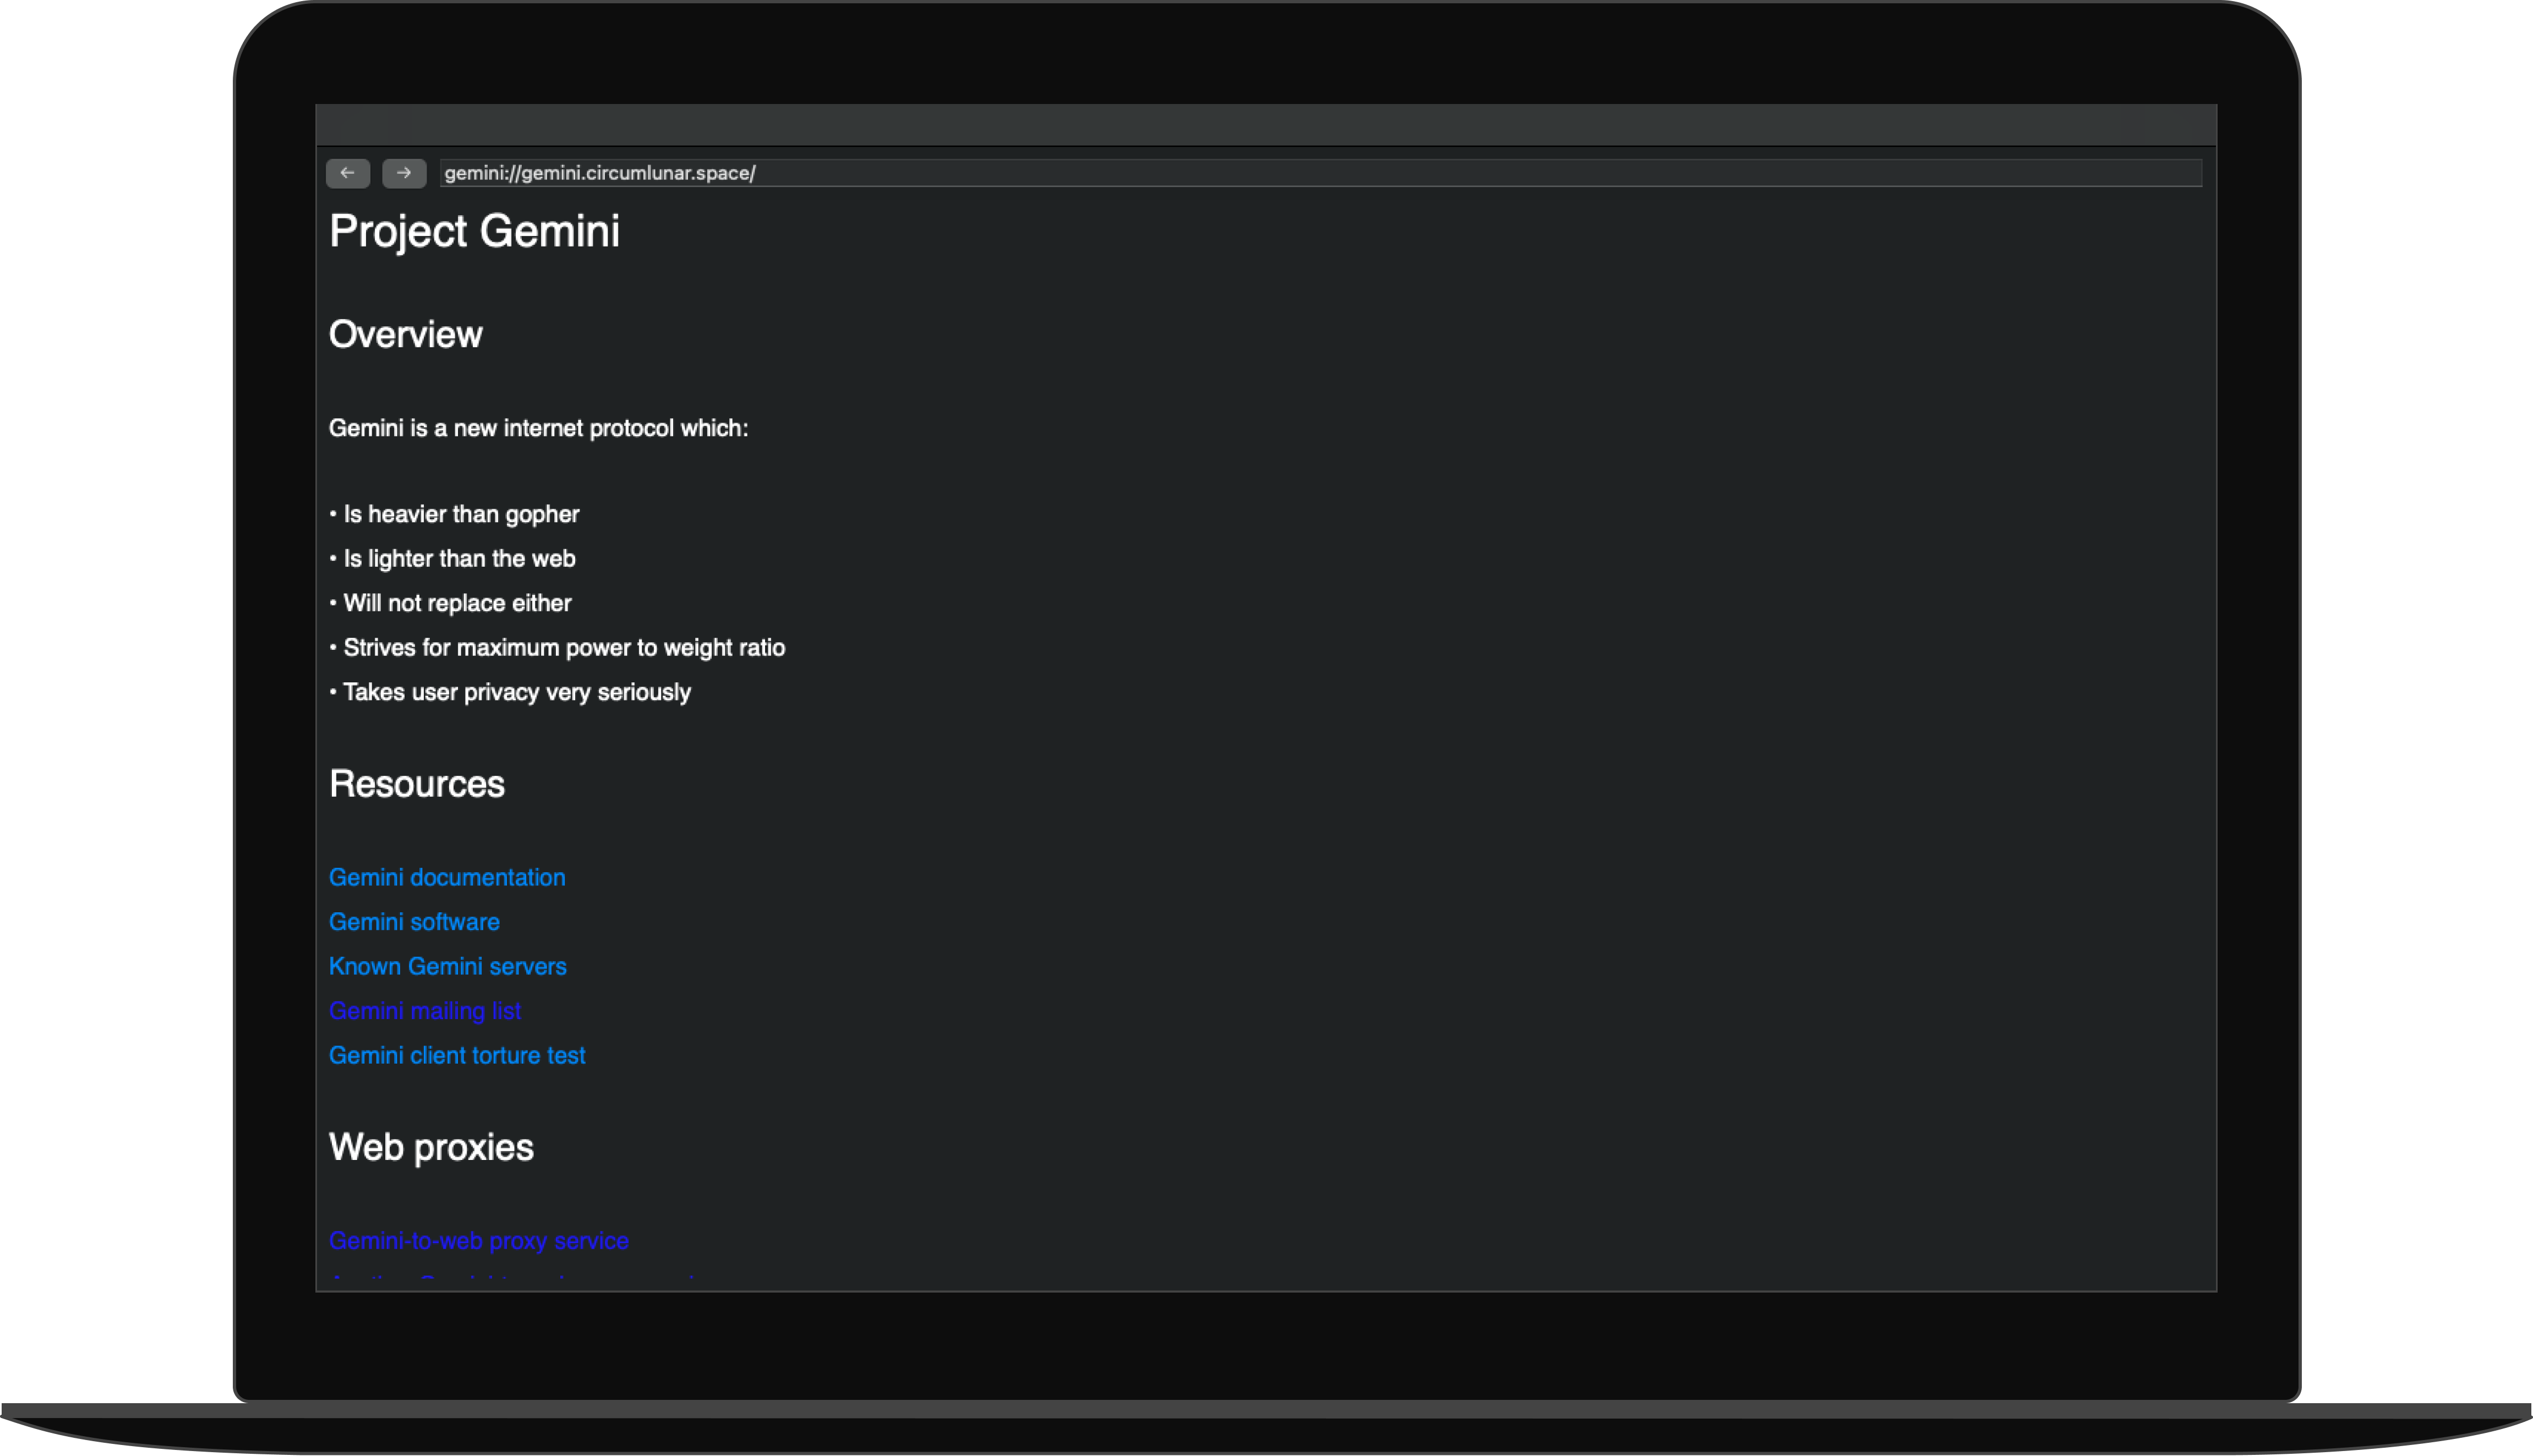 ← → gemini://gemini.circumlunar.space/
Project Gemini
Overview
Gemini is a new internet protocol which:
• Is heavier than gopher
• Is lighter than the web
• Will not replace either
• Strives for maximum power to weight ratio
• Takes user privacy very seriously
Resources
Gemini documentation
Gemini software
Known Gemini servers
Gemini mailing list
Gemini client torture test
Web proxies
Gemini-to-web proxy service